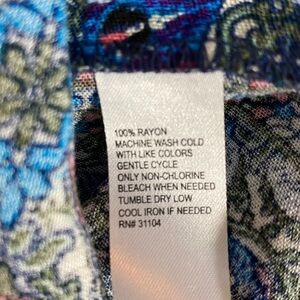 100% RAYON
MACHINE WASH COLD
WITH LIKE COLORS
GENTLE CYCLE
ONLY NON-CHLORINE
BLEACH WHEN NEEDED
TUMBLE DRY LOW
COOL IRON IF NEEDED
RN# 31104